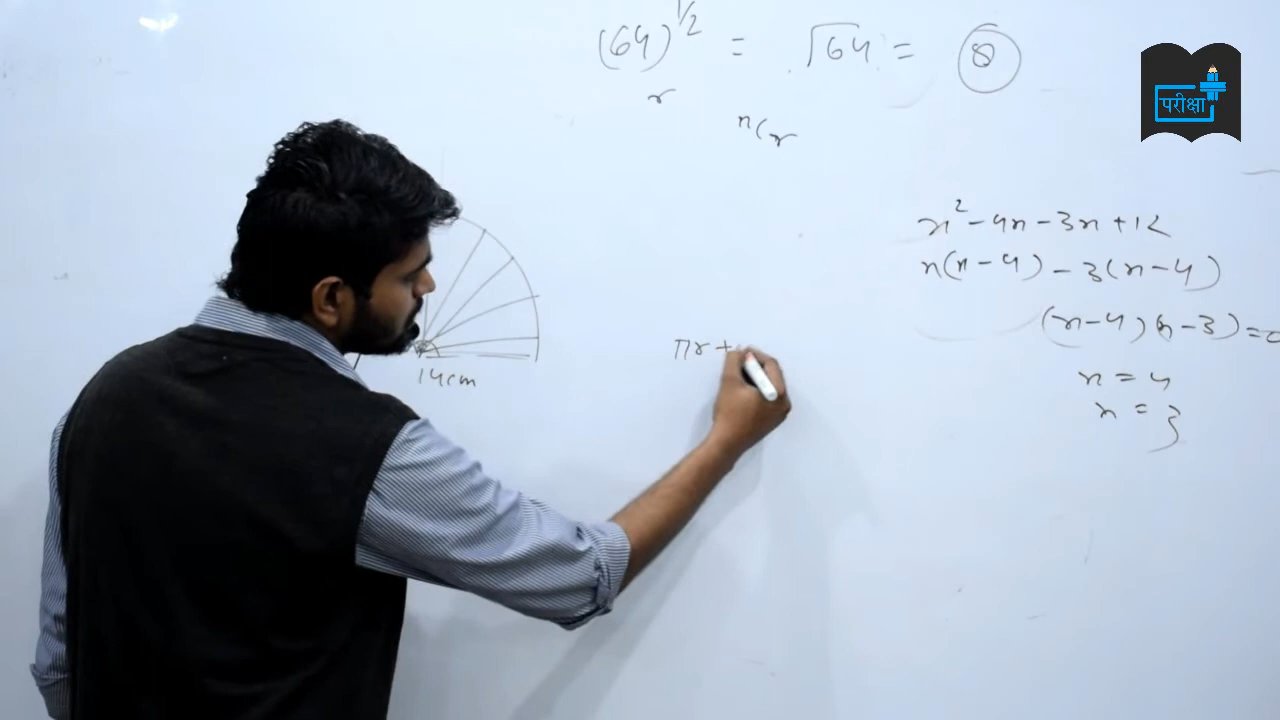 (64)^1/2 = √64 = 8
r
nCr
परीक्षा
x² - 4x - 3x + 12
x(x - 4) - 3(x - 4)
(x - 4)(x - 3) = 0
x = 4
x = 3
πr +
14cm